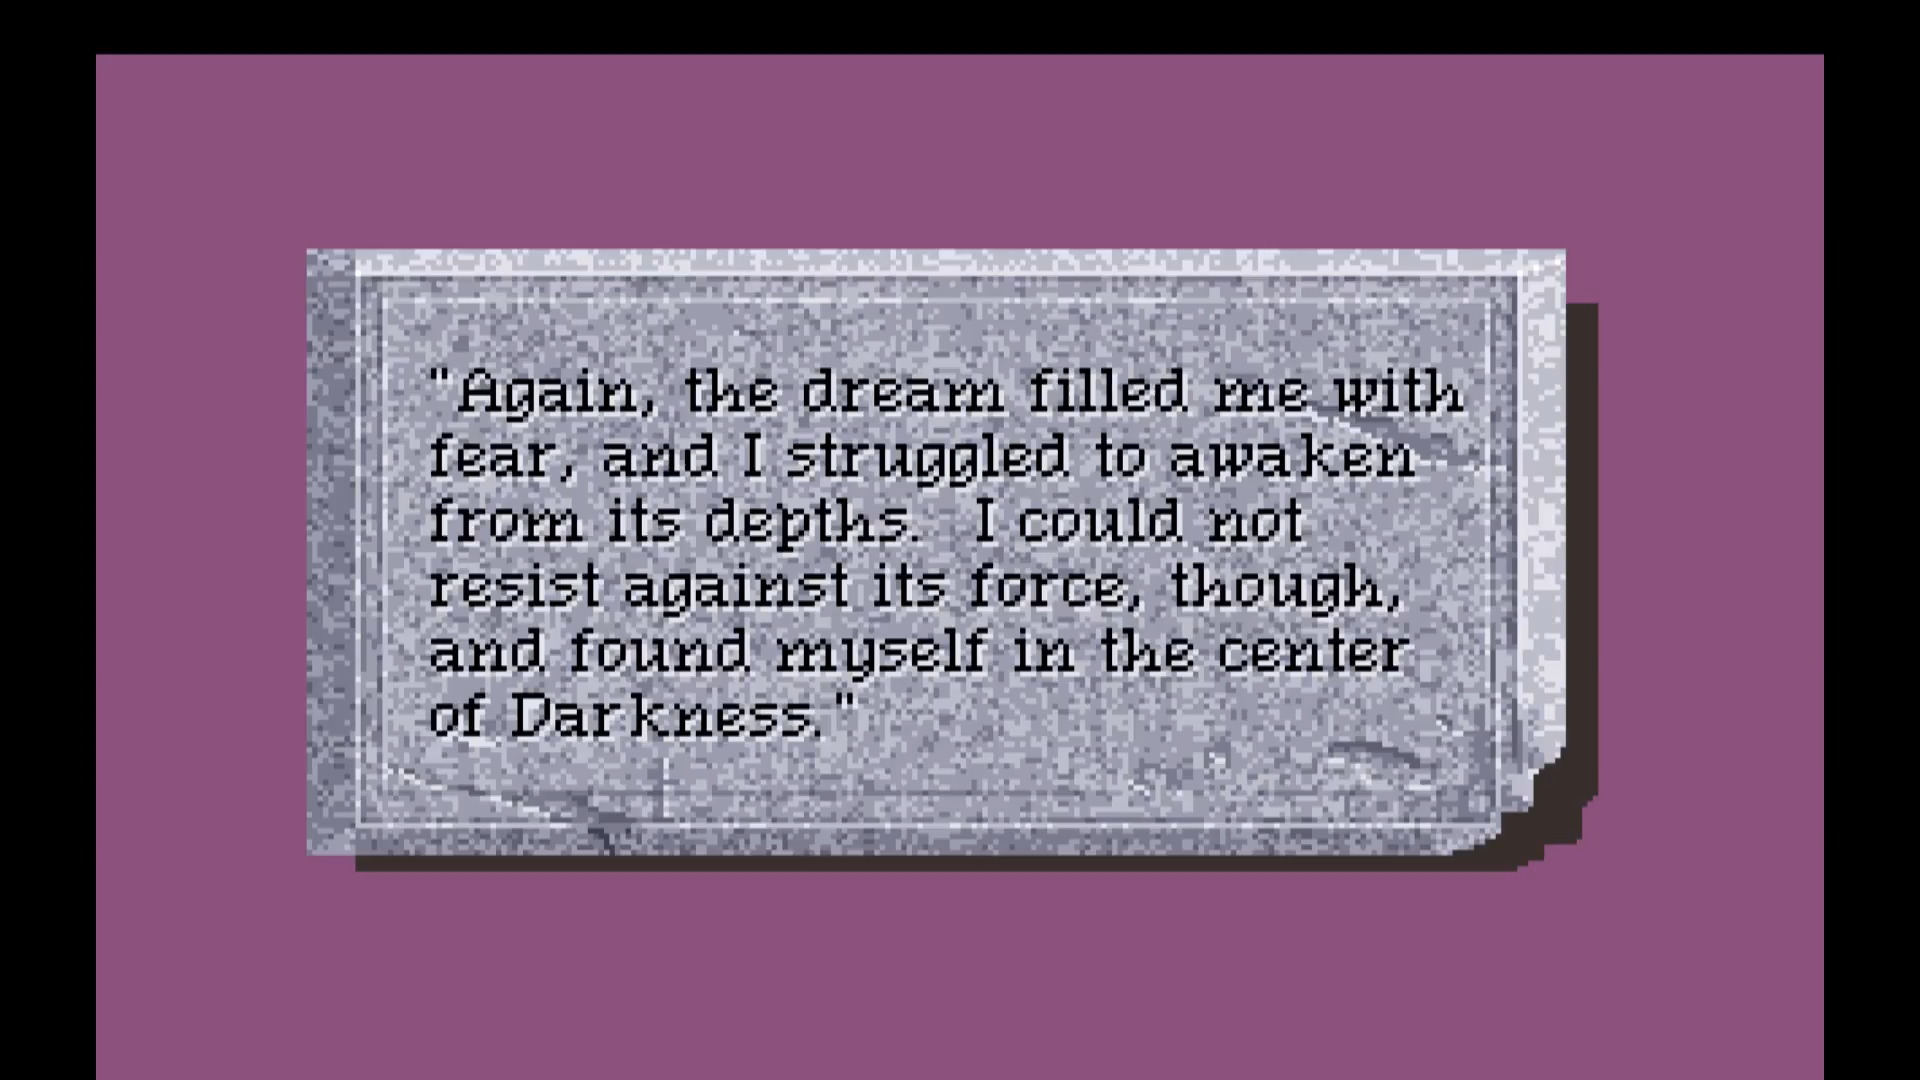 "Again, the dream filled me with
fear, and I struggled to awaken
from its depths.  I could not
resist against its force, though,
and found myself in the center
of Darkness."